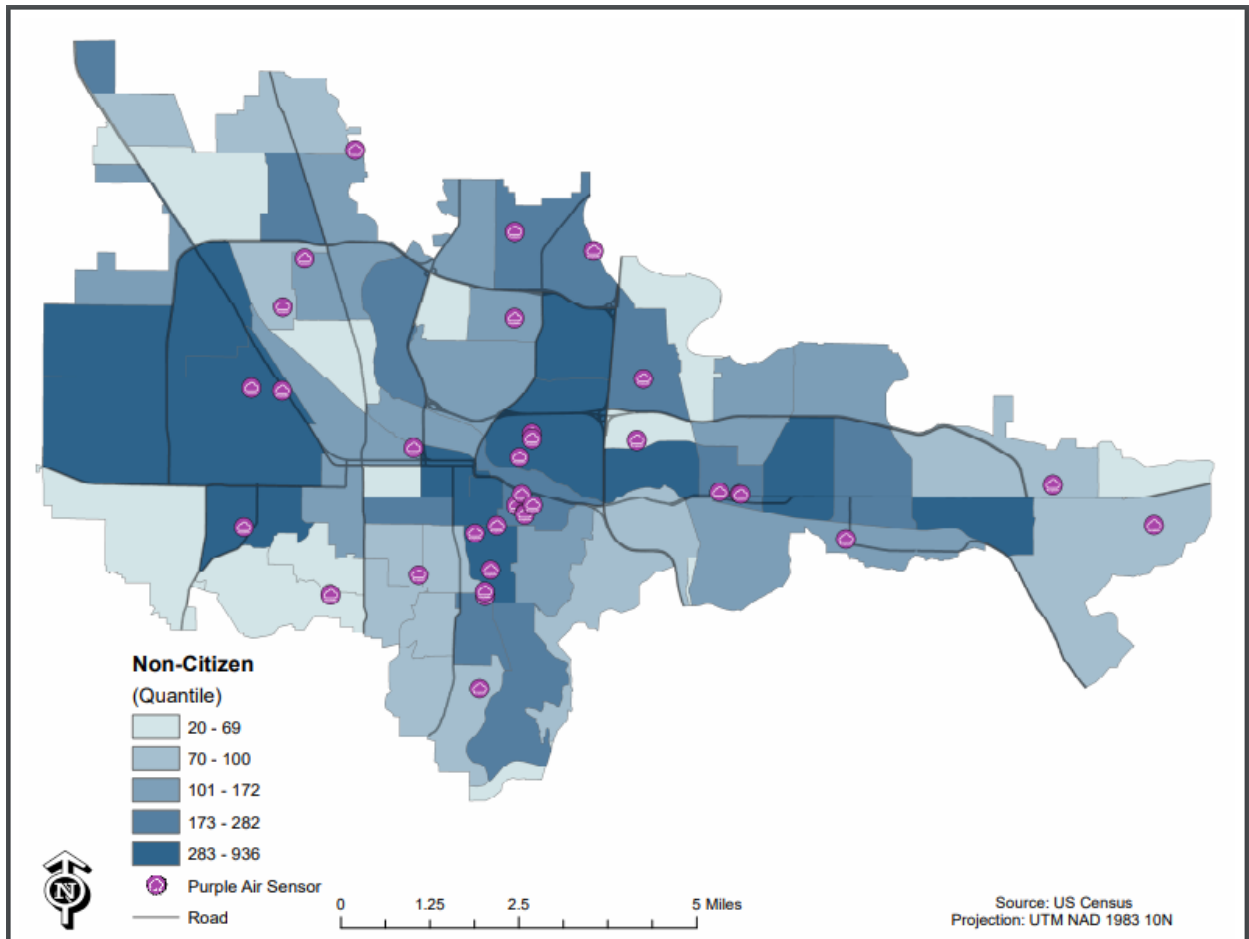 Non-Citizen
(Quantile)
20 - 69
70 - 100
101 - 172
173 - 282
283 - 936
Purple Air Sensor
Road
N
0 1.25 2.5 5 Miles
Source: US Census
Projection: UTM NAD 1983 10N